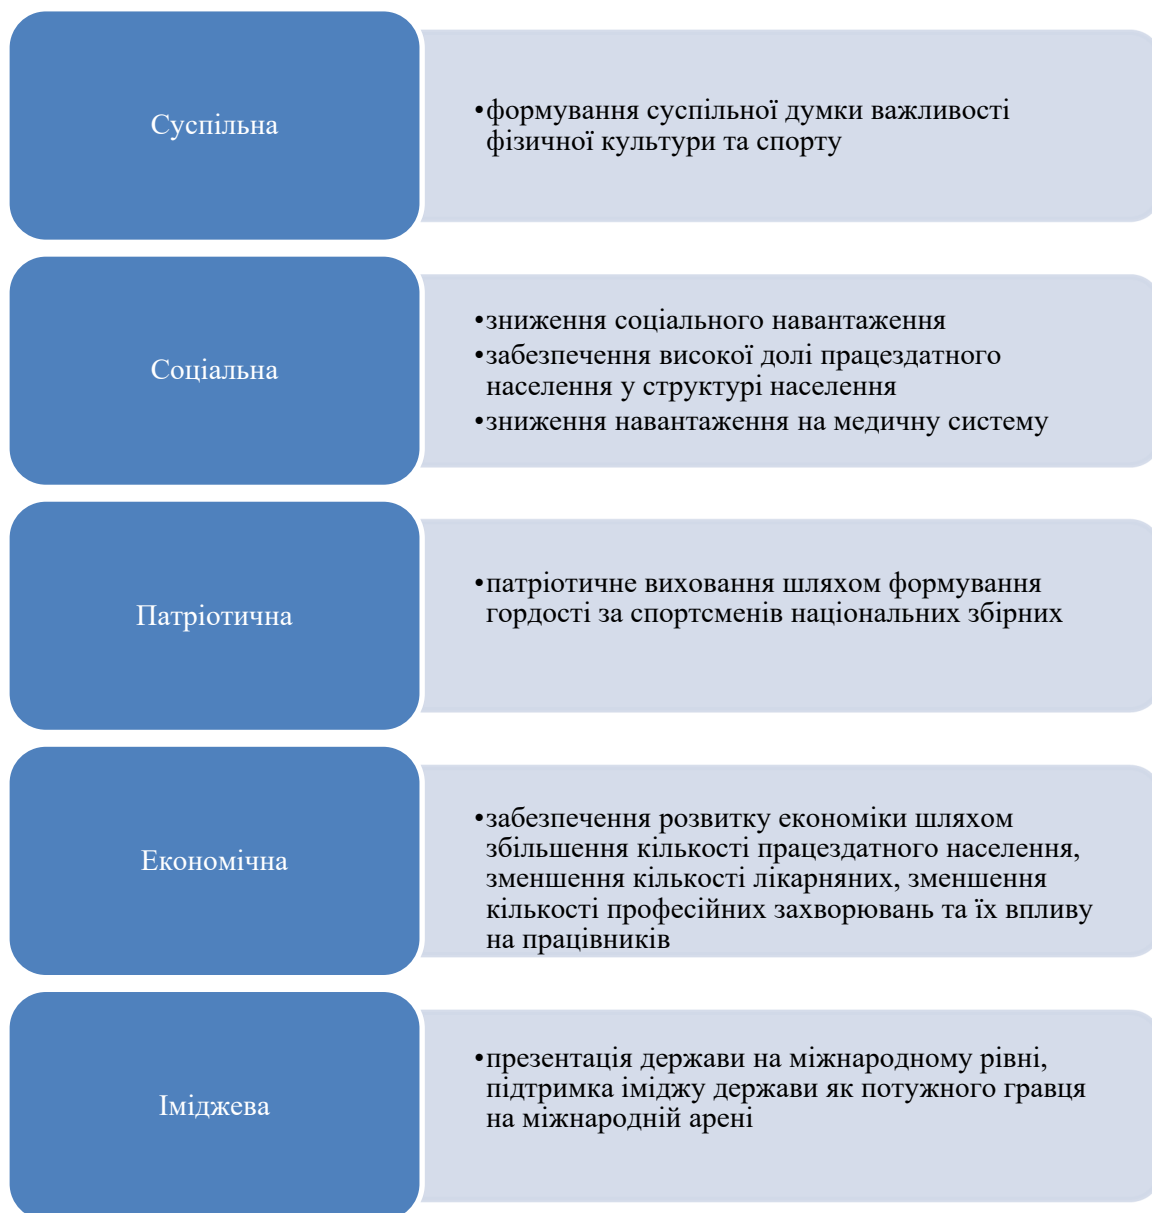 Суспільна
•формування суспільної думки важливості
фізичної культури та спорту
Соціальна
•зниження соціального навантаження
•забезпечення високої долі працездатного
населення у структурі населення
•зниження навантаження на медичну систему
Патріотична
•патріотичне виховання шляхом формування
гордості за спортсменів національних збірних
Економічна
•забезпечення розвитку економіки шляхом
збільшення кількості працездатного населення,
зменшення кількості лікарняних, зменшення
кількості професійних захворювань та їх впливу
на працівників
Іміджева
•презентація держави на міжнародному рівні,
підтримка іміджу держави як потужного гравця
на міжнародній арені